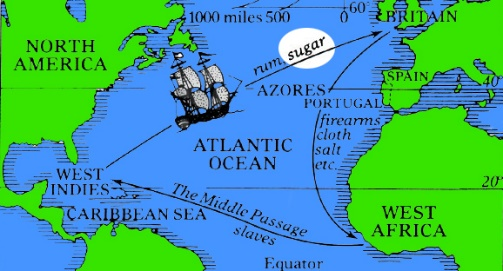 1000 miles 500 0 60°
BRITAIN
NORTH
AMERICA
rum, sugar
SPAIN
40°
AZORES
PORTUGAL
firearms
cloth
salt
etc.
ATLANTIC
OCEAN
WEST
INDIES
20°
The Middle Passage
slaves
CARIBBEAN SEA
WEST
AFRICA
Equator